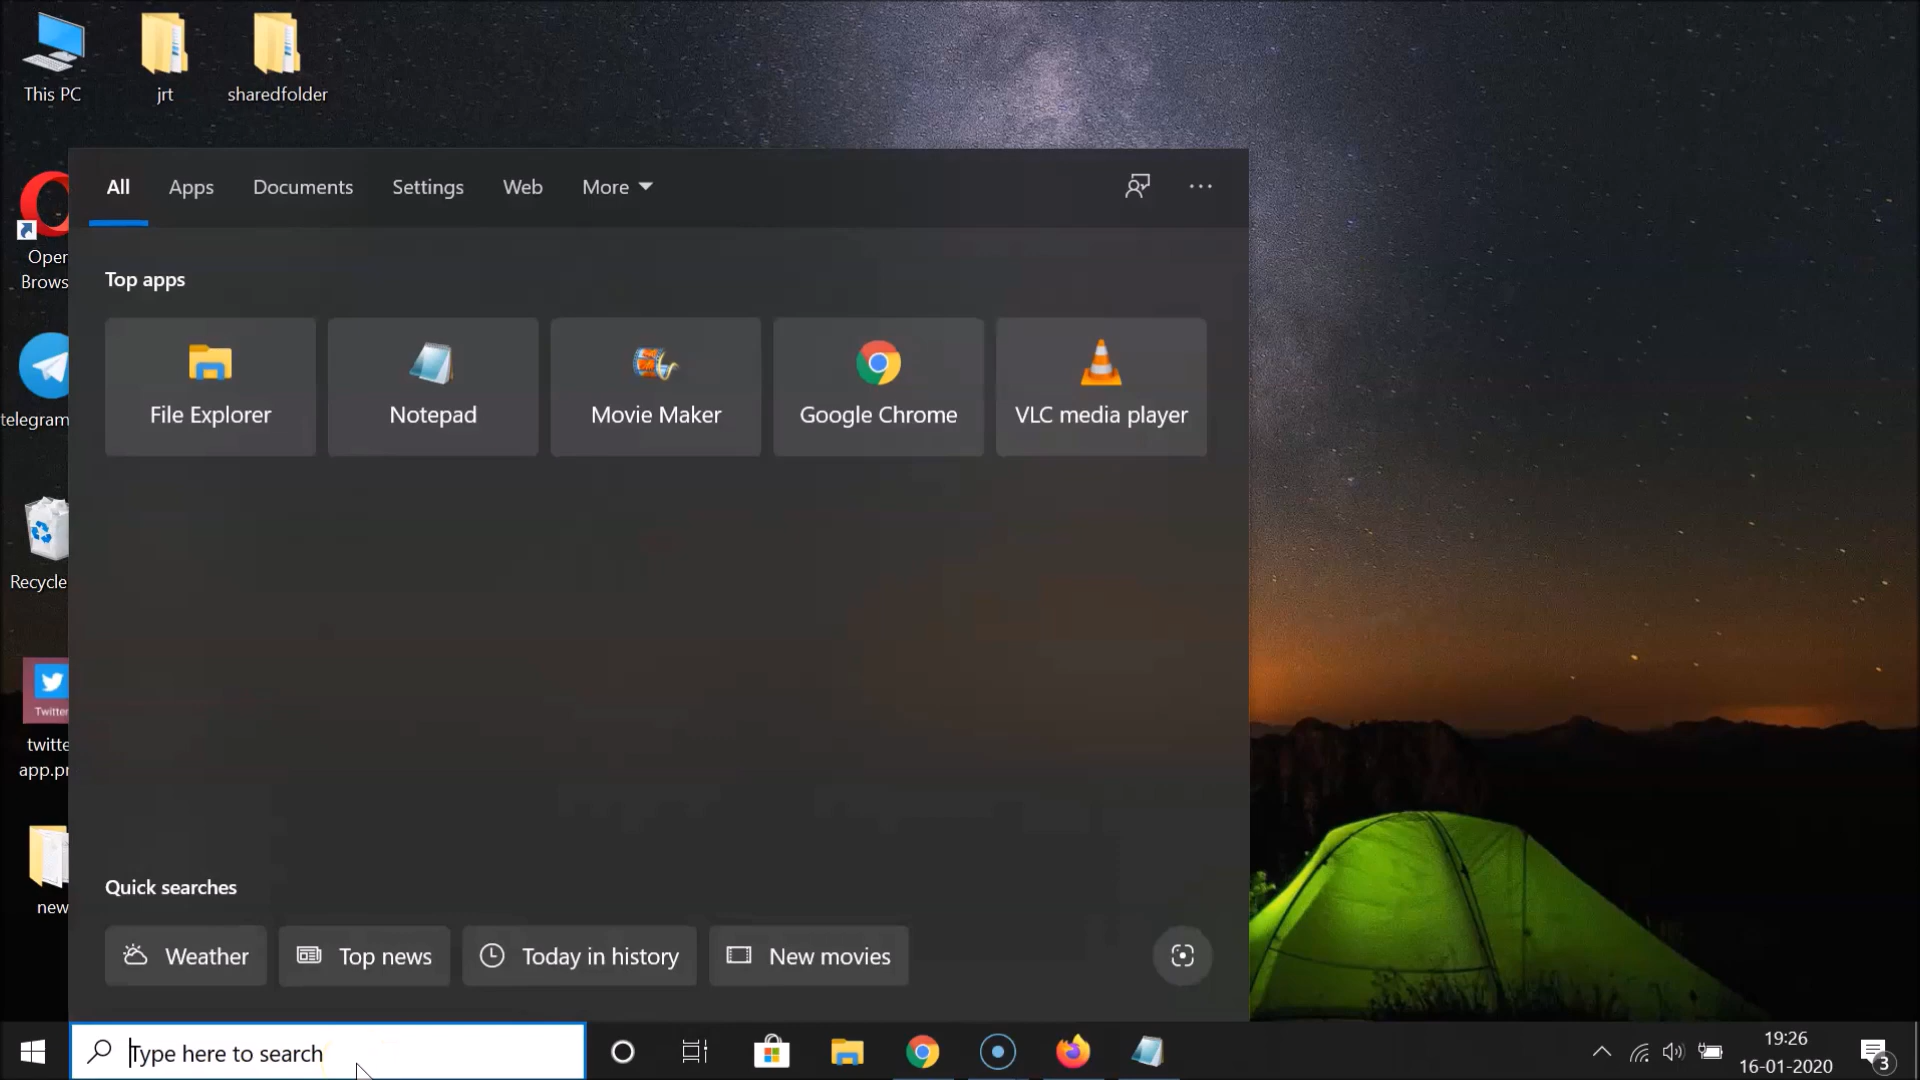 This PC
jrt
sharedfolder
All
Apps
Documents
Settings
Web
More
Top apps
Oper
Brows
File Explorer
Notepad
Movie Maker
Google Chrome
VLC media player
telegram
Recycle
Twitter
twitte
app.pr
new
Quick searches
Weather
Top news
Today in history
New movies
Type here to search
19:26
16-01-2020
3